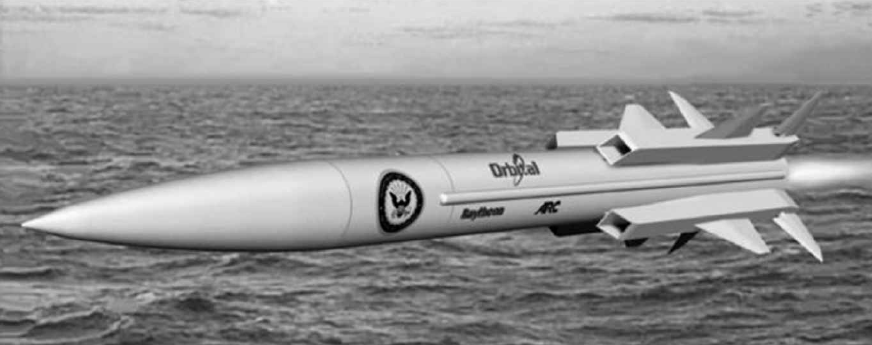 Orbital
Raytheon
ARC